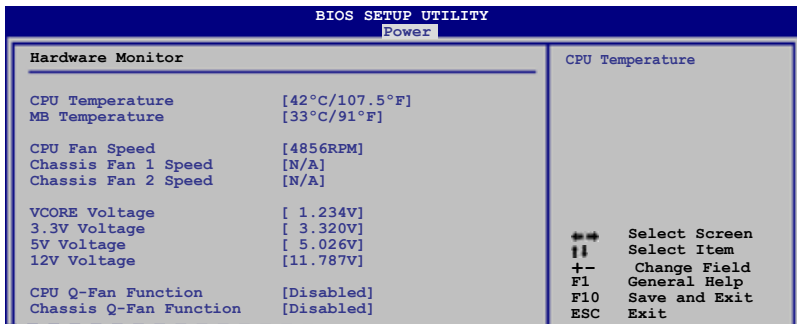 BIOS SETUP UTILITY
Power
Hardware Monitor
CPU Temperature [42°C/107.5°F]
MB Temperature [33°C/91°F]
CPU Fan Speed [4856RPM]
Chassis Fan 1 Speed [N/A]
Chassis Fan 2 Speed [N/A]
VCORE Voltage [ 1.234V]
3.3V Voltage [ 3.320V]
5V Voltage [ 5.026V]
12V Voltage [11.787V]
CPU Q-Fan Function [Disabled]
Chassis Q-Fan Function [Disabled]
CPU Temperature
←→ Select Screen
↑↓ Select Item
+- Change Field
F1 General Help
F10 Save and Exit
ESC Exit